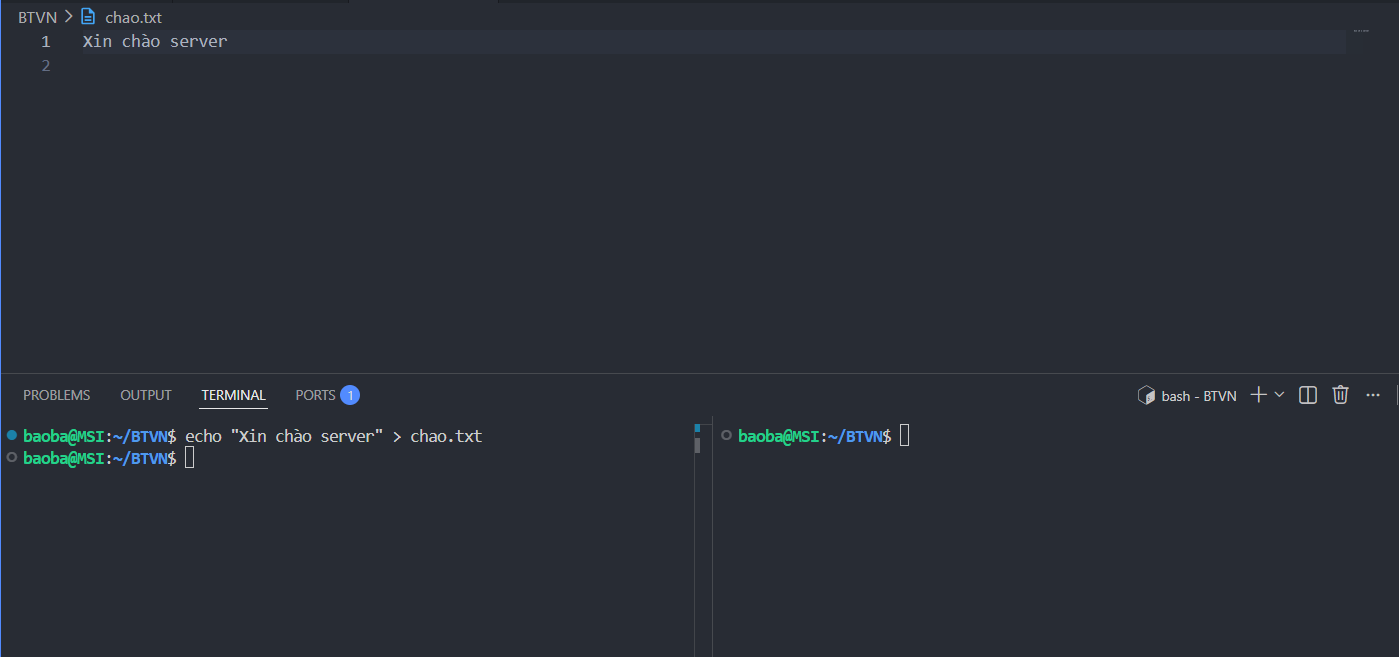 BTVN > chao.txt
1 Xin chào server
2
PROBLEMS OUTPUT TERMINAL PORTS 1 bash - BTVN
baoba@MSI:~/BTVN$ echo "Xin chào server" > chao.txt
baoba@MSI:~/BTVN$
baoba@MSI:~/BTVN$